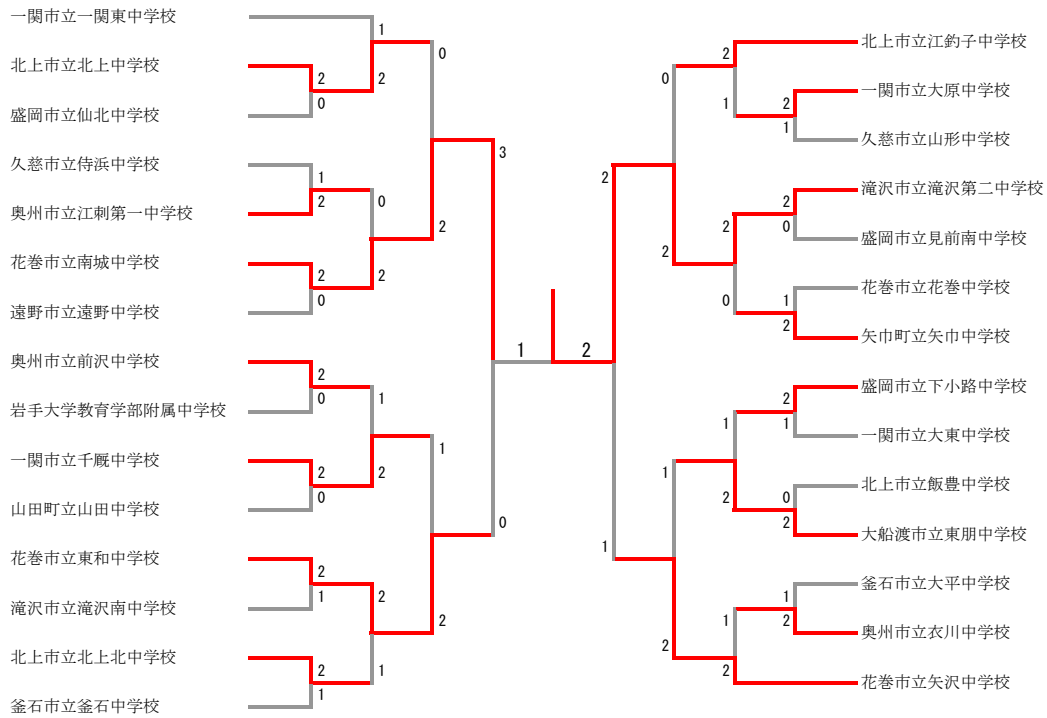 一関市立一関東中学校
1
0
北上市立北上中学校
2
2
0
盛岡市立仙北中学校
3
久慈市立侍浜中学校
1
2
0
奥州市立江刺第一中学校
2
花巻市立南城中学校
2
2
0
遠野市立遠野中学校
1
奥州市立前沢中学校
2
0
1
岩手大学教育学部附属中学校
1
一関市立千厩中学校
2
2
0
山田町立山田中学校
0
花巻市立東和中学校
2
1
2
滝沢市立滝沢南中学校
2
北上市立北上北中学校
2
1
1
釜石市立釜石中学校
2
北上市立江釣子中学校
0
1
一関市立大原中学校
2
1
久慈市立山形中学校
2
滝沢市立滝沢第二中学校
2
0
2
盛岡市立見前南中学校
2
0
花巻市立花巻中学校
1
2
矢巾町立矢巾中学校
2
盛岡市立下小路中学校
2
1
1
一関市立大東中学校
1
北上市立飯豊中学校
0
2
2
大船渡市立東朋中学校
1
釜石市立大平中学校
1
2
1
奥州市立衣川中学校
2
2
花巻市立矢沢中学校